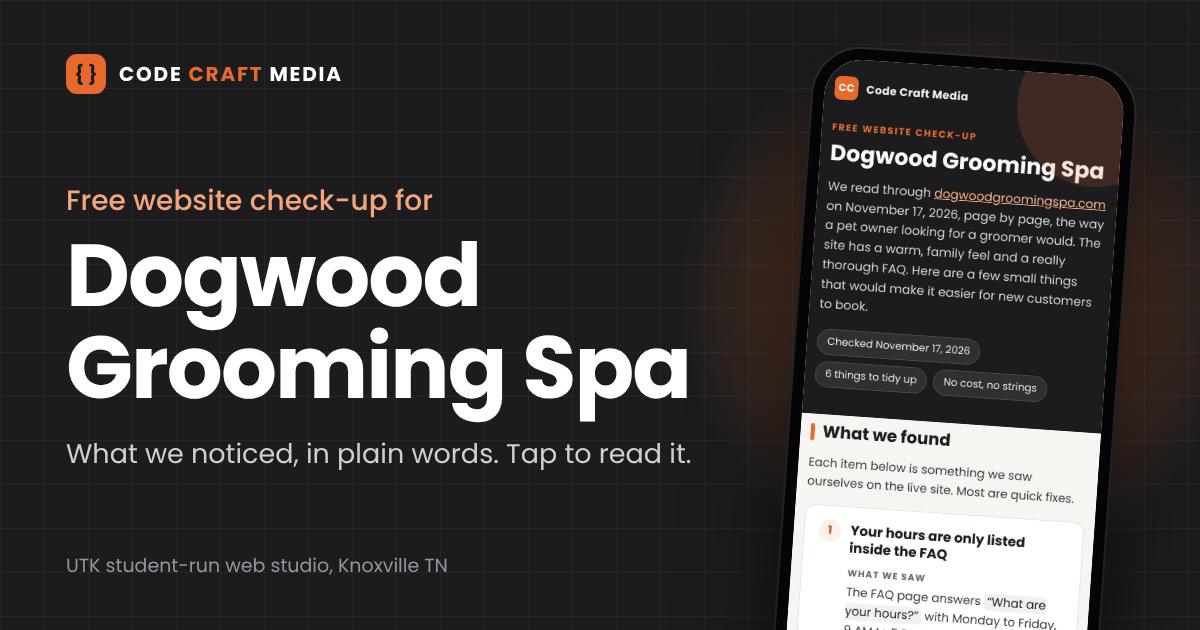 { } CODE CRAFT MEDIA
Free website check-up for
Dogwood
Grooming Spa
What we noticed, in plain words. Tap to read it.
UTK student-run web studio, Knoxville TN
CC Code Craft Media
FREE WEBSITE CHECK-UP
Dogwood Grooming Spa
We read through dogwoodgroomingspa.com
on November 17, 2026, page by page, the way
a pet owner looking for a groomer would. The
site has a warm, family feel and a really
thorough FAQ. Here are a few small things
that would make it easier for new customers
to book.
Checked November 17, 2026
6 things to tidy up
No cost, no strings
What we found
Each item below is something we saw
ourselves on the live site. Most are quick fixes.
1 Your hours are only listed
inside the FAQ
WHAT WE SAW
The FAQ page answers “What are
your hours?” with Monday to Friday,